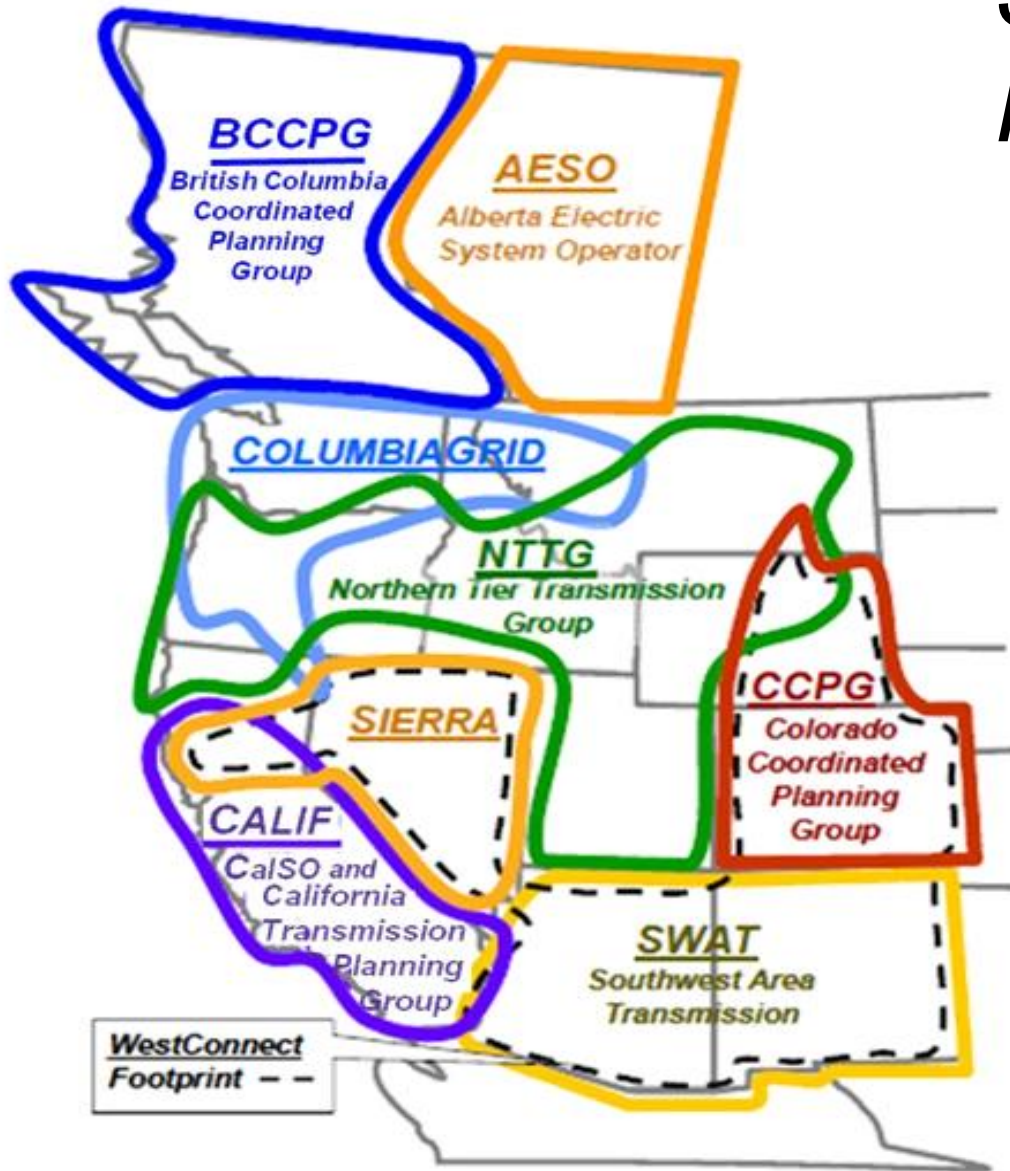 BCCPG
British Columbia
Coordinated
Planning
Group
AESO
Alberta Electric
System Operator
COLUMBIAGRID
NTTG
Northern Tier Transmission
Group
SIERRA
CCPG
Colorado
Coordinated
Planning
Group
CALIF
CalSO and
California
Transmission
Planning
Group
SWAT
Southwest Area
Transmission
WestConnect
Footprint – –